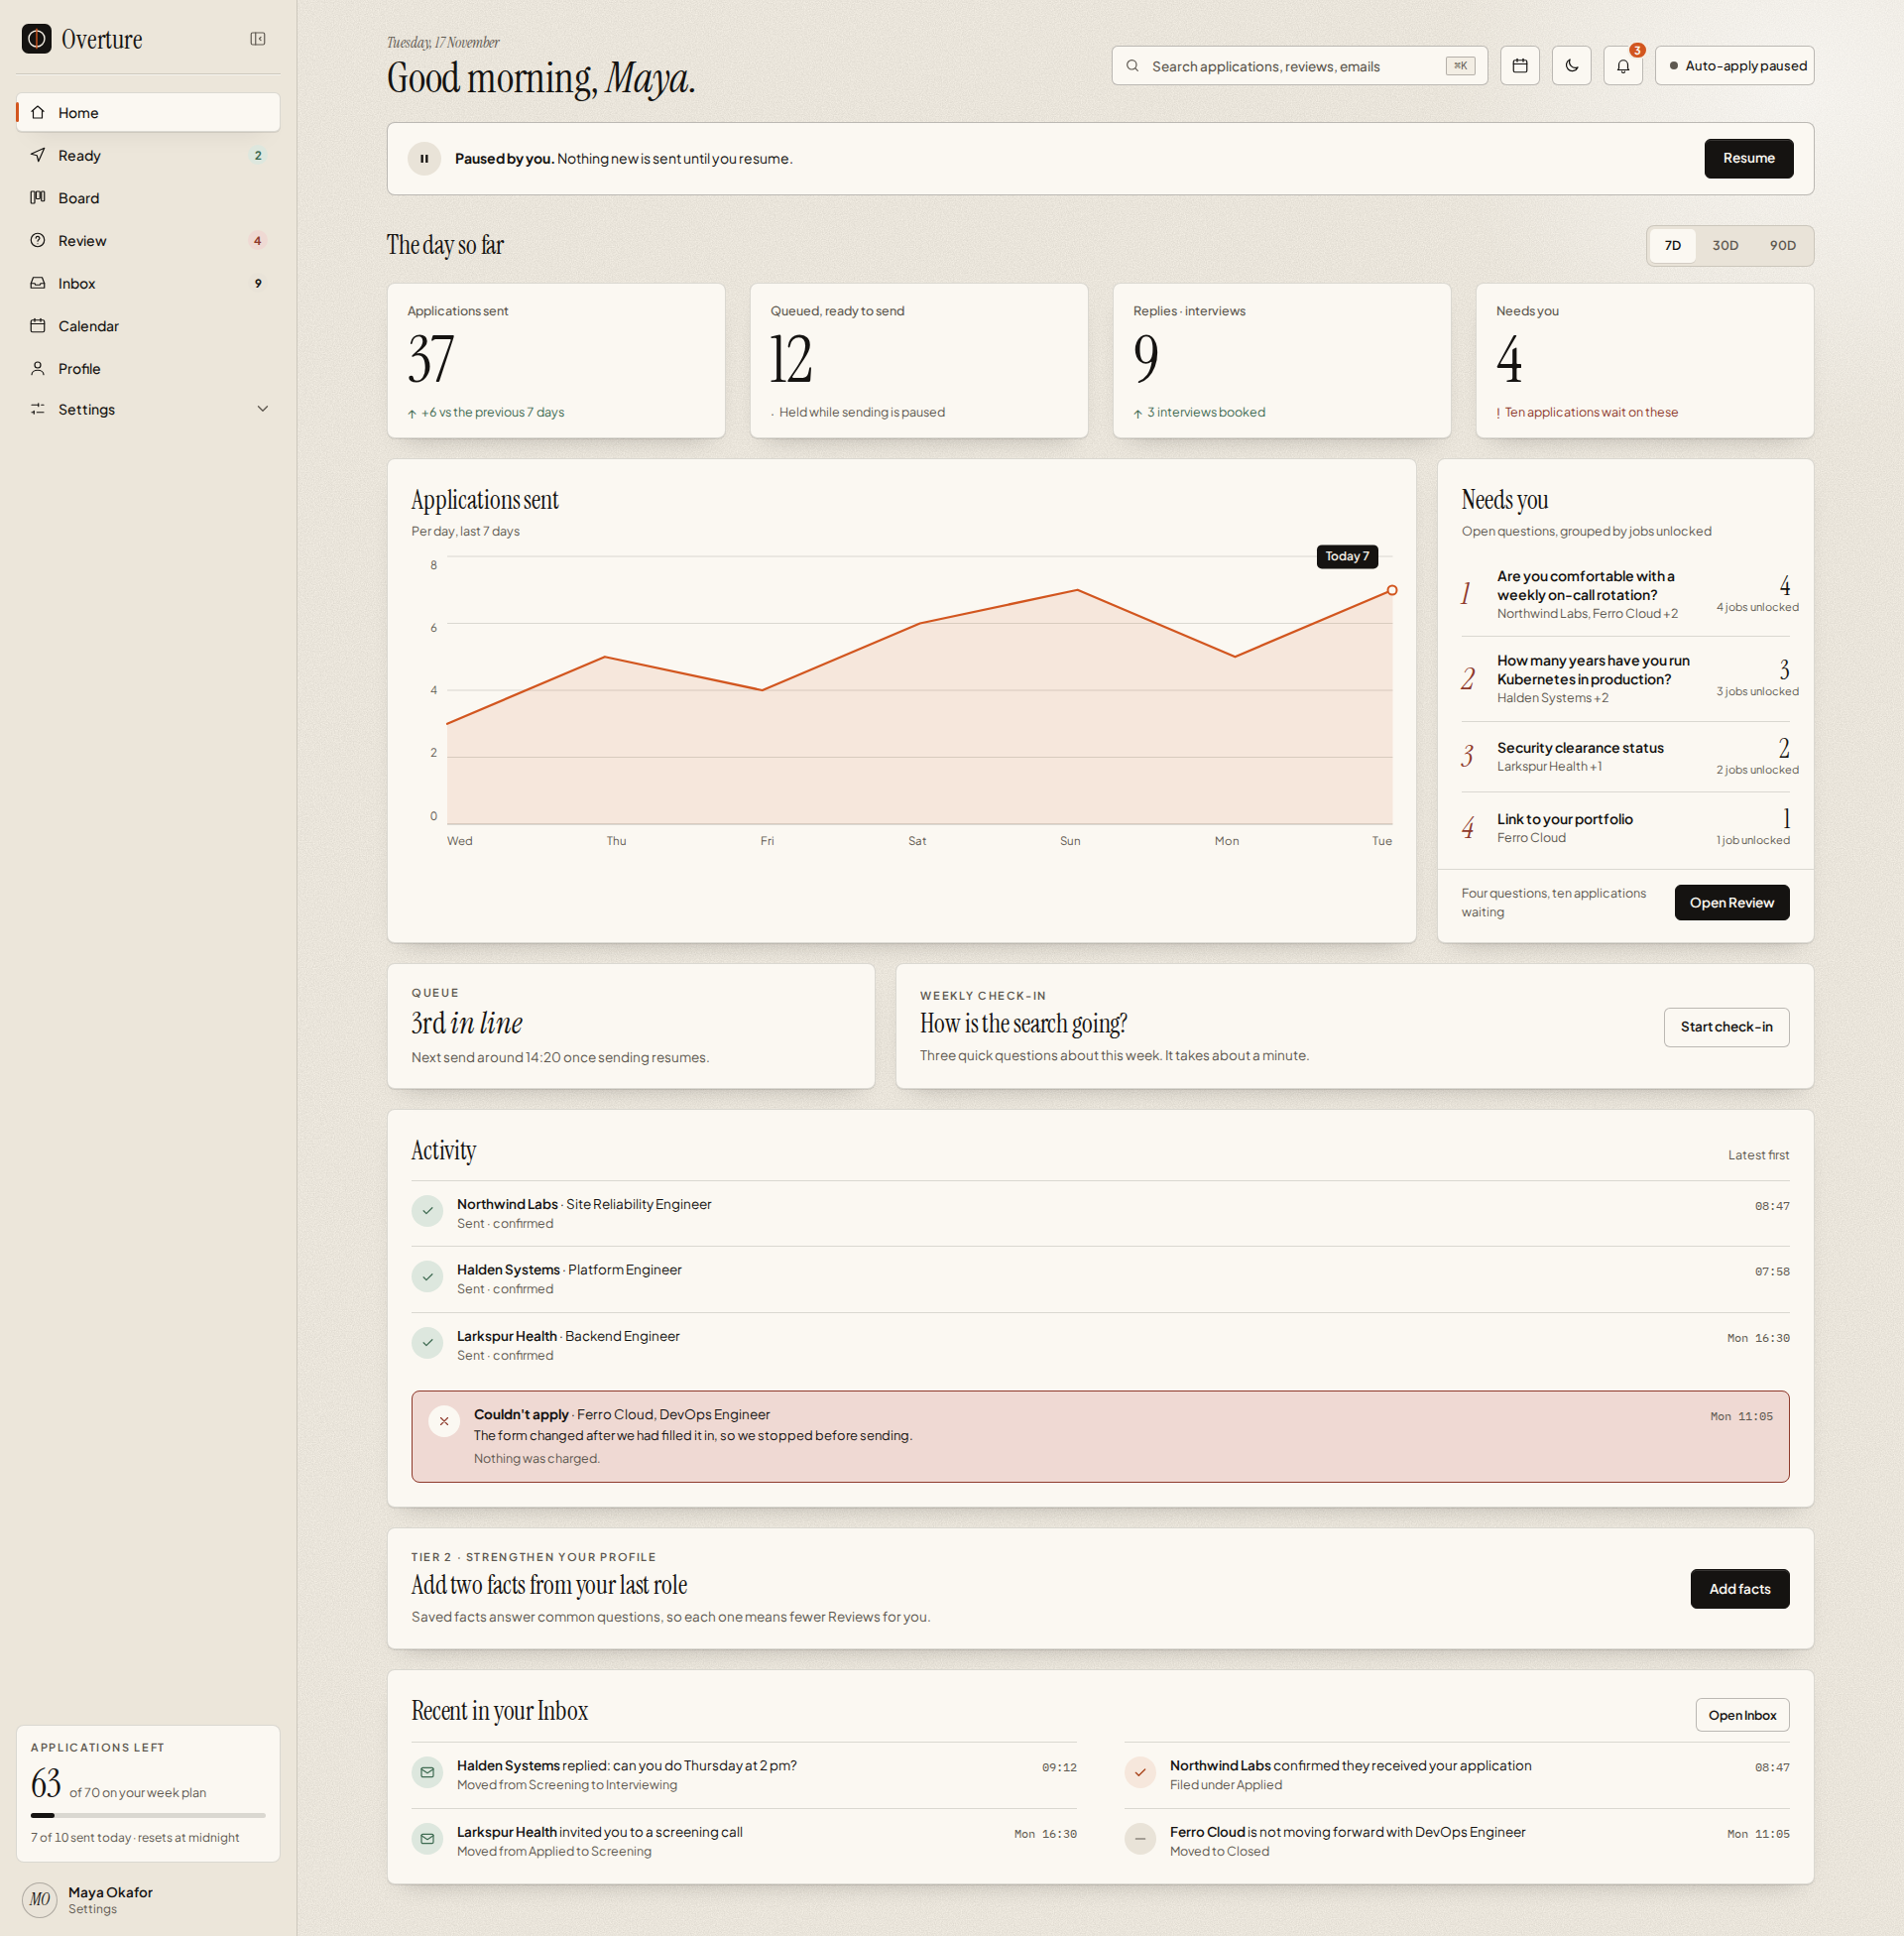 Overture
Home
Ready 2
Board
Review 4
Inbox 9
Calendar
Profile
Settings
APPLICATIONS LEFT
63 of 70 on your week plan
7 of 10 sent today · resets at midnight
MO
Maya Okafor
Settings
Tuesday, 17 November
Good morning, Maya.
Search applications, reviews, emails ⌘K
3
Auto-apply paused
Paused by you. Nothing new is sent until you resume.
Resume
The day so far
7D 30D 90D
Applications sent
37
+6 vs the previous 7 days
Queued, ready to send
12
· Held while sending is paused
Replies · interviews
9
3 interviews booked
Needs you
4
! Ten applications wait on these
Applications sent
Per day, last 7 days
Today 7
8
6
4
2
0
Wed Thu Fri Sat Sun Mon Tue
Needs you
Open questions, grouped by jobs unlocked
1
Are you comfortable with a
weekly on-call rotation?
Northwind Labs, Ferro Cloud +2
4
4 jobs unlocked
2
How many years have you run
Kubernetes in production?
Halden Systems +2
3
3 jobs unlocked
3
Security clearance status
Larkspur Health +1
2
2 jobs unlocked
4
Link to your portfolio
Ferro Cloud
1
1 job unlocked
Four questions, ten applications
waiting
Open Review
QUEUE
3rd in line
Next send around 14:20 once sending resumes.
WEEKLY CHECK-IN
How is the search going?
Three quick questions about this week. It takes about a minute.
Start check-in
Activity
Latest first
Northwind Labs · Site Reliability Engineer
Sent · confirmed
08:47
Halden Systems · Platform Engineer
Sent · confirmed
07:58
Larkspur Health · Backend Engineer
Sent · confirmed
Mon 16:30
Couldn't apply · Ferro Cloud, DevOps Engineer
The form changed after we had filled it in, so we stopped before sending.
Nothing was charged.
Mon 11:05
TIER 2 · STRENGTHEN YOUR PROFILE
Add two facts from your last role
Saved facts answer common questions, so each one means fewer Reviews for you.
Add facts
Recent in your Inbox
Open Inbox
Halden Systems replied: can you do Thursday at 2 pm?
Moved from Screening to Interviewing
09:12
Northwind Labs confirmed they received your application
Filed under Applied
08:47
Larkspur Health invited you to a screening call
Moved from Applied to Screening
Mon 16:30
Ferro Cloud is not moving forward with DevOps Engineer
Moved to Closed
Mon 11:05